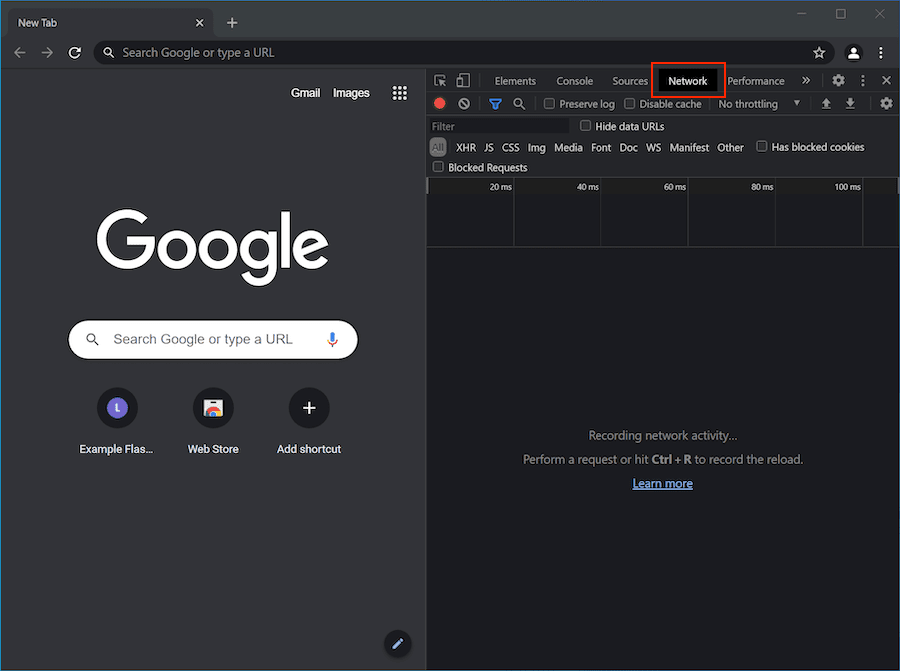 New Tab
Search Google or type a URL
Gmail Images
Google
Search Google or type a URL
L
Example Flas... Web Store Add shortcut
Elements Console Sources Network Performance
Preserve log Disable cache No throttling
Filter Hide data URLs
All XHR JS CSS Img Media Font Doc WS Manifest Other Has blocked cookies
Blocked Requests
20 ms 40 ms 60 ms 80 ms 100 ms
Recording network activity...
Perform a request or hit Ctrl + R to record the reload.
Learn more